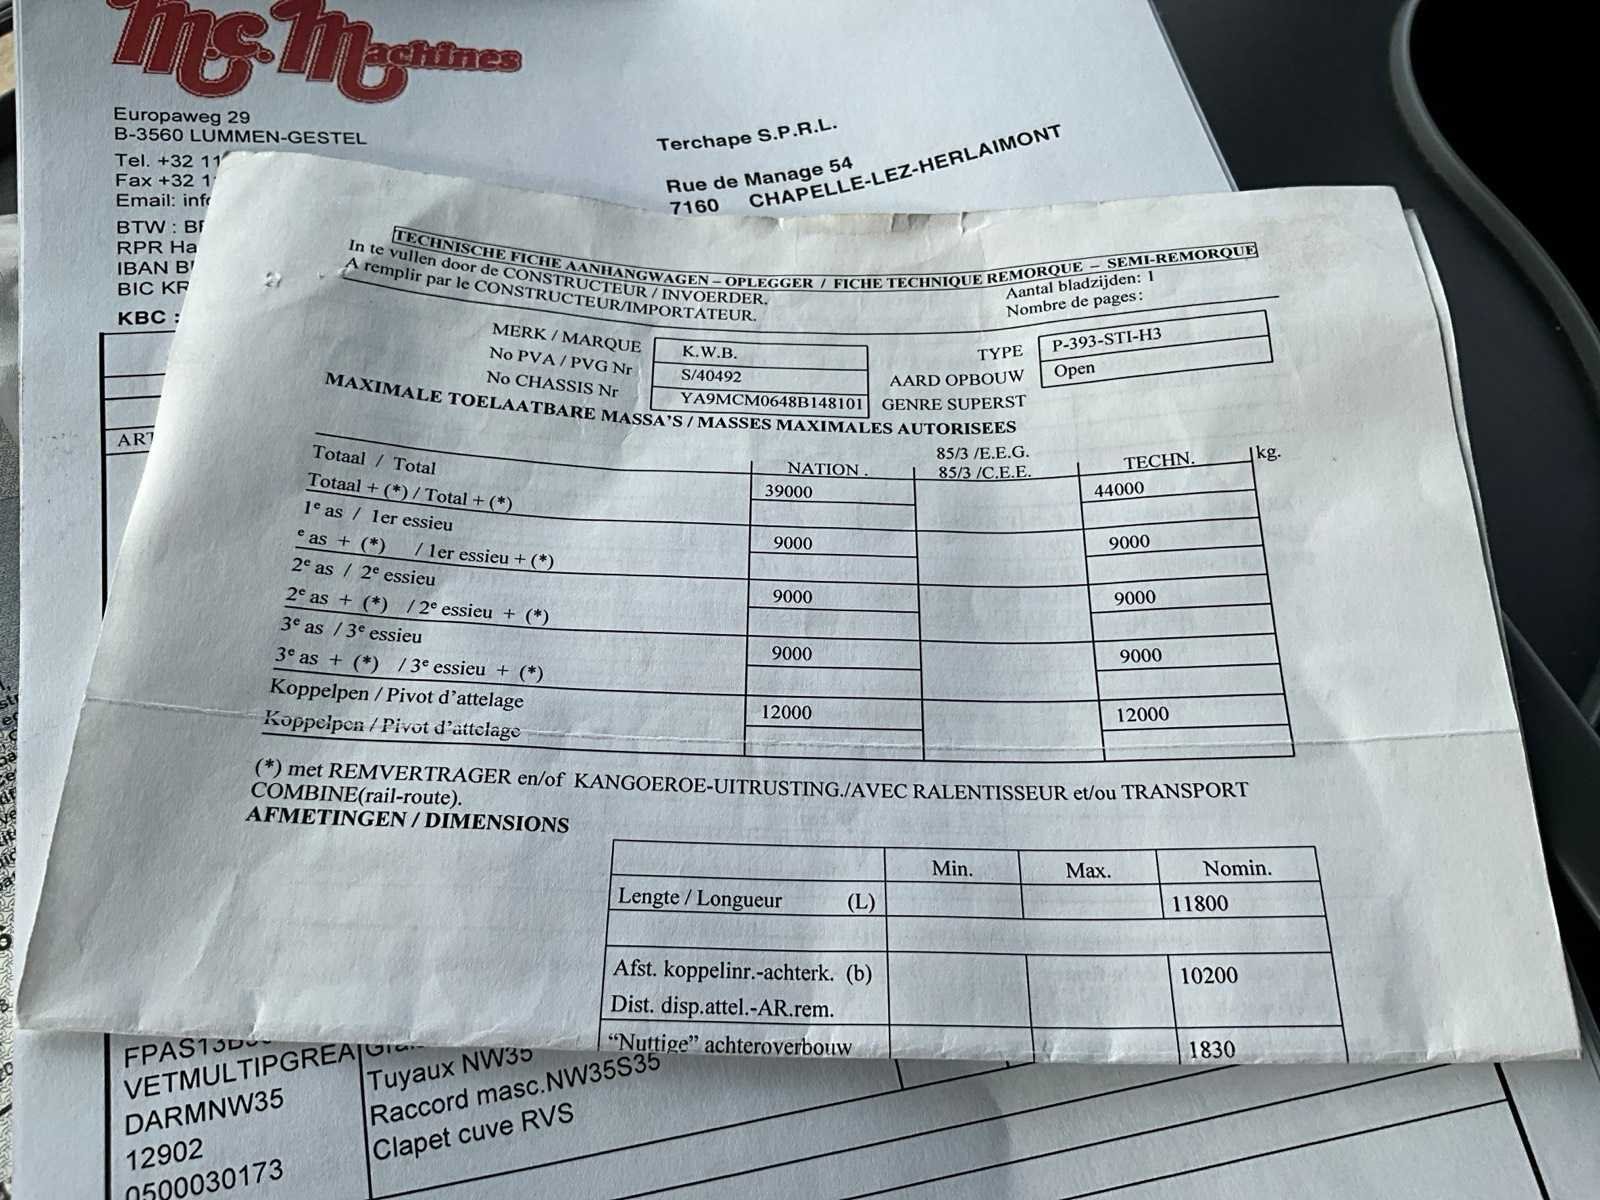 M.C. Machines
Europaweg 29
B-3560 LUMMEN-GESTEL
Tel. +32 11
Fax +32 1
Email: inf
BTW : B
RPR Ha
IBAN B
BIC KR
KBC :
Terchape S.P.R.L.
Rue de Manage 54
7160 CHAPELLE-LEZ-HERLAIMONT
ART
TECHNISCHE FICHE AANHANGWAGEN – OPLEGGER / FICHE TECHNIQUE REMORQUE – SEMI-REMORQUE
In te vullen door de CONSTRUCTEUR / INVOERDER.
A remplir par le CONSTRUCTEUR/IMPORTATEUR.
Aantal bladzijden: 1
Nombre de pages:
MERK / MARQUE K.W.B. TYPE P-393-STI-H3
No PVA / PVG Nr S/40492 AARD OPBOUW Open
No CHASSIS Nr YA9MCM0648B148101 GENRE SUPERST
MAXIMALE TOELAATBARE MASSA'S / MASSES MAXIMALES AUTORISEES
NATION . 85/3 /E.E.G. TECHN. kg.
85/3 /C.E.E.
Totaal / Total 39000 44000
Totaal + (*) / Total + (*)
1e as / 1er essieu 9000 9000
e as + (*) / 1er essieu + (*)
2e as / 2e essieu 9000 9000
2e as + (*) / 2e essieu + (*)
3e as / 3e essieu 9000 9000
3e as + (*) / 3e essieu + (*)
Koppelpen / Pivot d'attelage 12000 12000
Koppelpen / Pivot d'attelage
(*) met REMVERTRAGER en/of KANGOEROE-UITRUSTING./AVEC RALENTISSEUR et/ou TRANSPORT
COMBINE(rail-route).
AFMETINGEN / DIMENSIONS
Min. Max. Nomin.
Lengte / Longueur (L) 11800
Afst. koppelinr.-achterk. (b) 10200
Dist. disp.attel.-AR.rem.
"Nuttige" achteroverbouw 1830
VETMULTIPGREA
DARMNW35 Tuyaux NW35
12902 Raccord masc.NW35S35
0500030173 Clapet cuve RVS